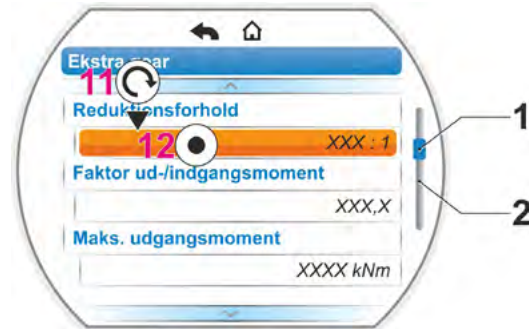 Ekstra gear
11
Reduktionsforhold
12
XXX : 1
1
Faktor ud-/indgangsmoment
XXX,X
2
Maks. udgangsmoment
XXXX kNm